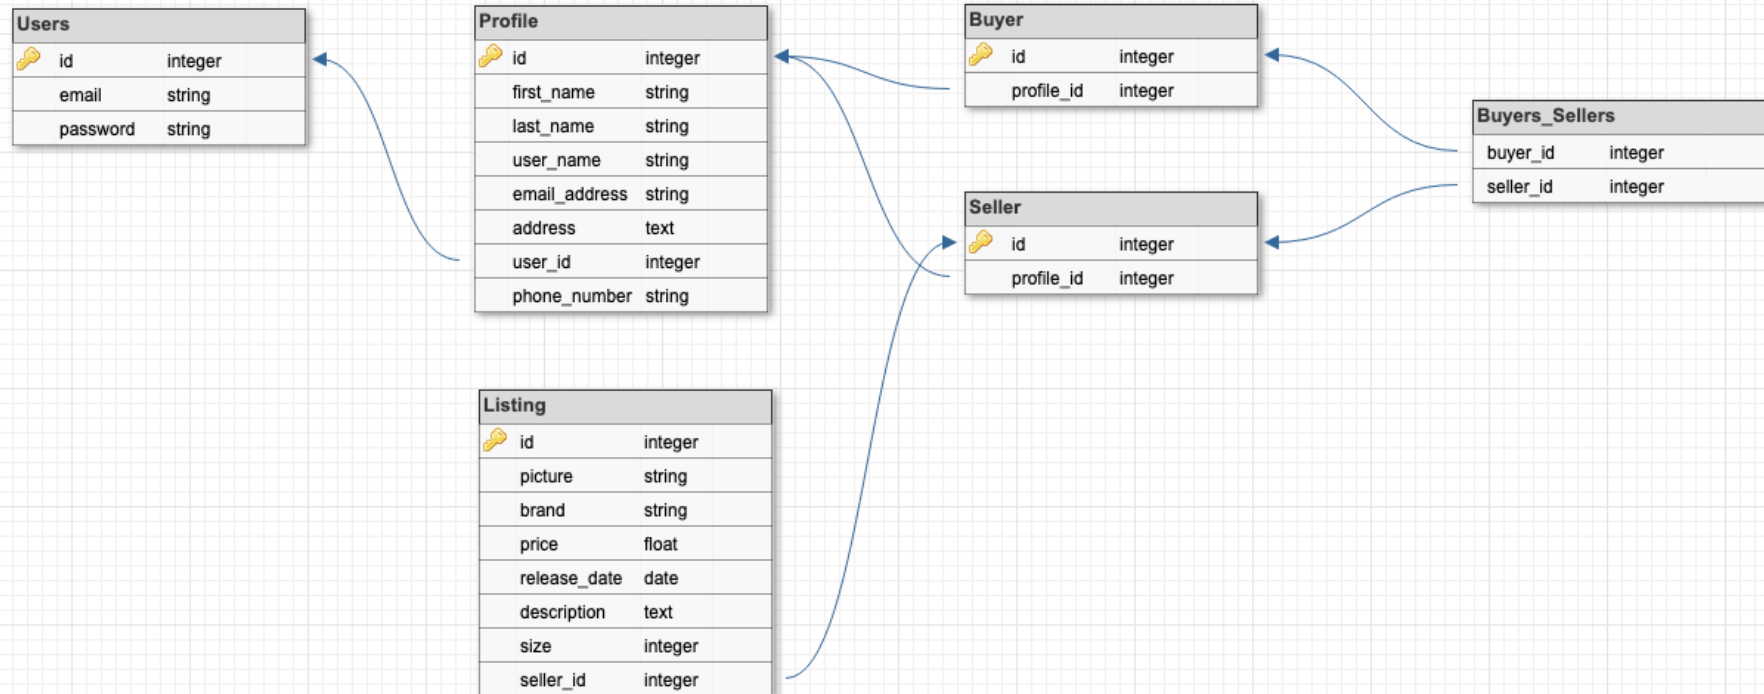 Users
id integer
email string
password string
Profile
id integer
first_name string
last_name string
user_name string
email_address string
address text
user_id integer
phone_number string
Buyer
id integer
profile_id integer
Seller
id integer
profile_id integer
Buyers_Sellers
buyer_id integer
seller_id integer
Listing
id integer
picture string
brand string
price float
release_date date
description text
size integer
seller_id integer